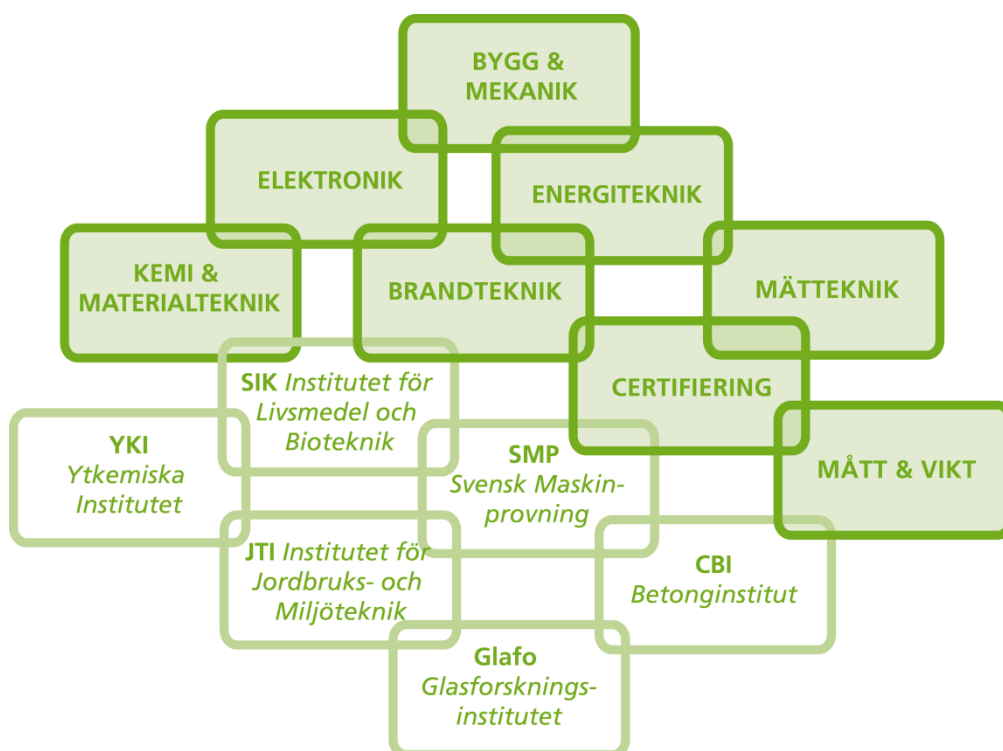 BYGG &
MEKANIK
ELEKTRONIK
ENERGITEKNIK
KEMI &
MATERIALTEKNIK
BRANDTEKNIK
MÄTTEKNIK
SIK Institutet för
Livsmedel och
Bioteknik
CERTIFIERING
YKI
Ytkemiska
Institutet
SMP
Svensk Maskin-
provning
MÅTT & VIKT
JTI Institutet för
Jordbruks- och
Miljöteknik
CBI
Betonginstitut
Glafo
Glasforsknings-
institutet